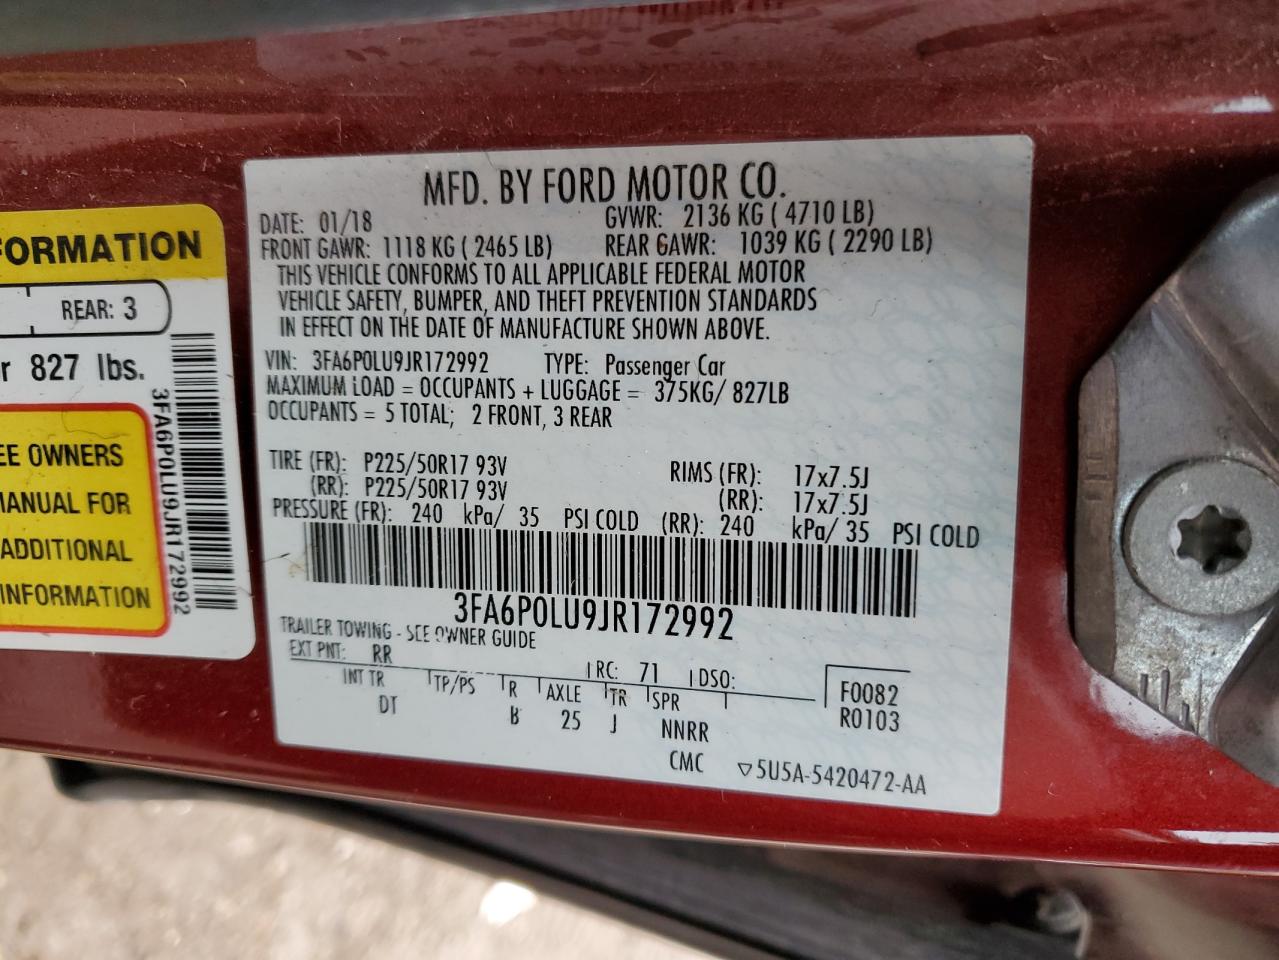 MFD. BY FORD MOTOR CO.
DATE: 01/18 GVWR: 2136 KG ( 4710 LB)
FRONT GAWR: 1118 KG ( 2465 LB) REAR GAWR: 1039 KG ( 2290 LB)
THIS VEHICLE CONFORMS TO ALL APPLICABLE FEDERAL MOTOR
VEHICLE SAFETY, BUMPER, AND THEFT PREVENTION STANDARDS
IN EFFECT ON THE DATE OF MANUFACTURE SHOWN ABOVE.
VIN: 3FA6P0LU9JR172992 TYPE: Passenger Car
MAXIMUM LOAD = OCCUPANTS + LUGGAGE = 375KG/ 827LB
OCCUPANTS = 5 TOTAL; 2 FRONT, 3 REAR
TIRE (FR): P225/50R17 93V RIMS (FR): 17x7.5J
(RR): P225/50R17 93V (RR): 17x7.5J
PRESSURE (FR): 240 kPa/ 35 PSI COLD (RR): 240 kPa/ 35 PSI COLD
3FA6P0LU9JR172992
TRAILER TOWING - SEE OWNER GUIDE
EXT PNT: RR RC: 71 DSO:
INT TR TP/PS R AXLE TR SPR F0082
DT B 25 J NNRR R0103
CMC ▽5U5A-5420472-AA
FORMATION
REAR: 3
r 827 lbs.
EE OWNERS
MANUAL FOR
ADDITIONAL
INFORMATION
3FA6P0LU9JR172992